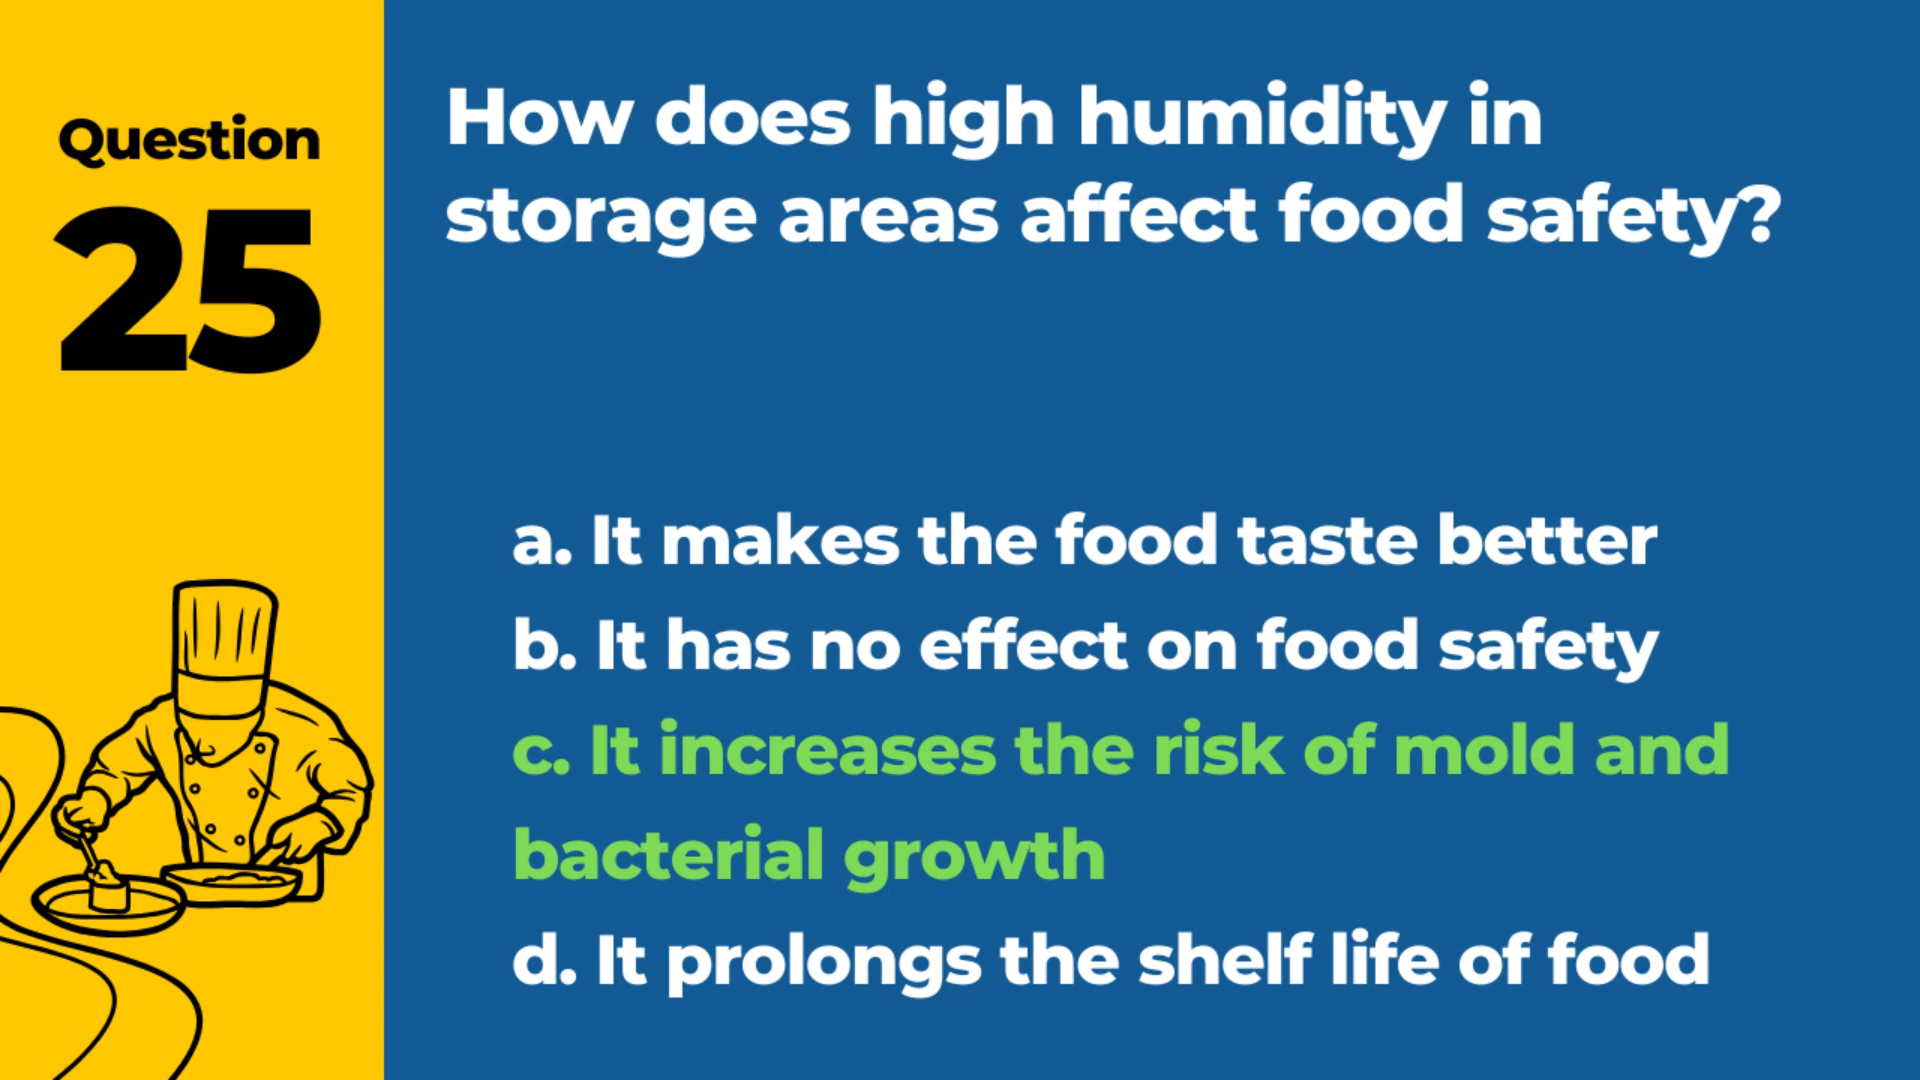 Question
25
How does high humidity in
storage areas affect food safety?
a. It makes the food taste better
b. It has no effect on food safety
c. It increases the risk of mold and
bacterial growth
d. It prolongs the shelf life of food